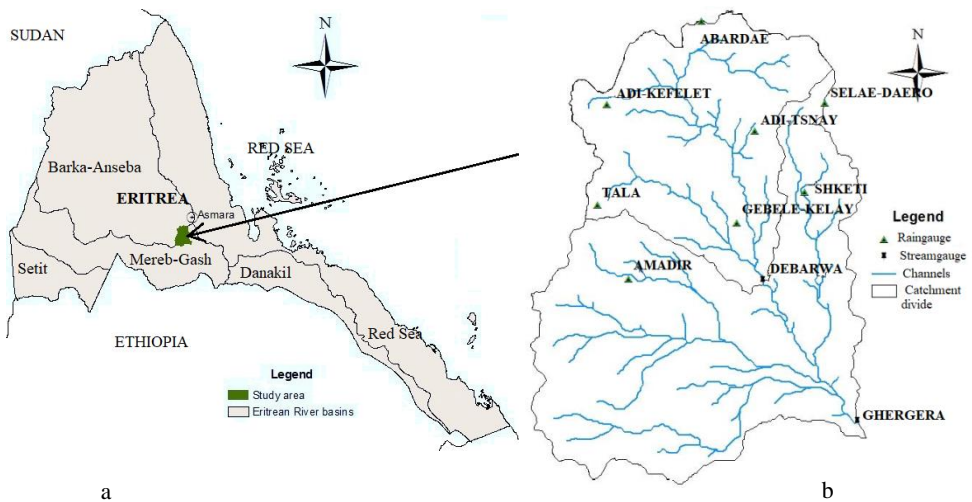 SUDAN
N
RED SEA
Barka-Anseba
ERITREA
Asmara
Setit
Mereb-Gash
Danakil
Red Sea
ETHIOPIA
Legend
Study area
Eritrean River basins
a
ABARDAE
N
ADI-KEFELET
SELAE-DAERO
ADI-TSNAY
SHKETI
TALA
GEBELE-KELAY
AMADIR
DEBARWA
GHERGERA
Legend
Raingauge
Streamgauge
Channels
Catchment
divide
b